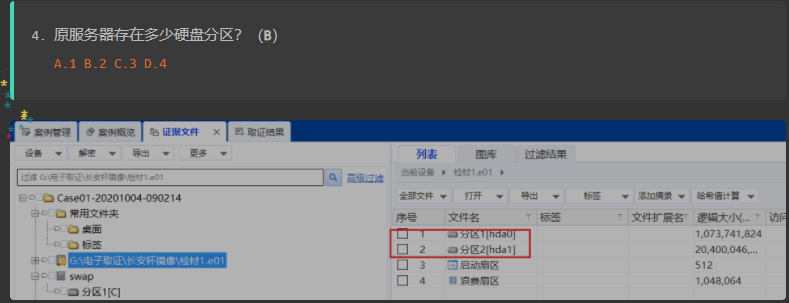 4. 原服务器存在多少硬盘分区？（B）
A.1 B.2 C.3 D.4
案例管理 案例概览 证据文件 × 取证结果
设备 解密 导出 更多
列表 图库 过滤结果
过滤 G:\电子取证\长安杯镜像\检材1.e01 高级过滤
当前设备 检材1.e01
全部文件 打开 导出 标签 添加摘录 哈希值计算
Case01-20201004-090214
常用文件夹
桌面
标签
G:\电子取证\长安杯镜像\检材1.e01
swap
分区1[C]
序号 文件名 标签 文件扩展名 逻辑大小(... 访问
1 分区1[hda0] 1,073,741,824
2 分区2[hda1] 20,400,046,...
3 启动扇区 512
4 浪费扇区 1,048,064